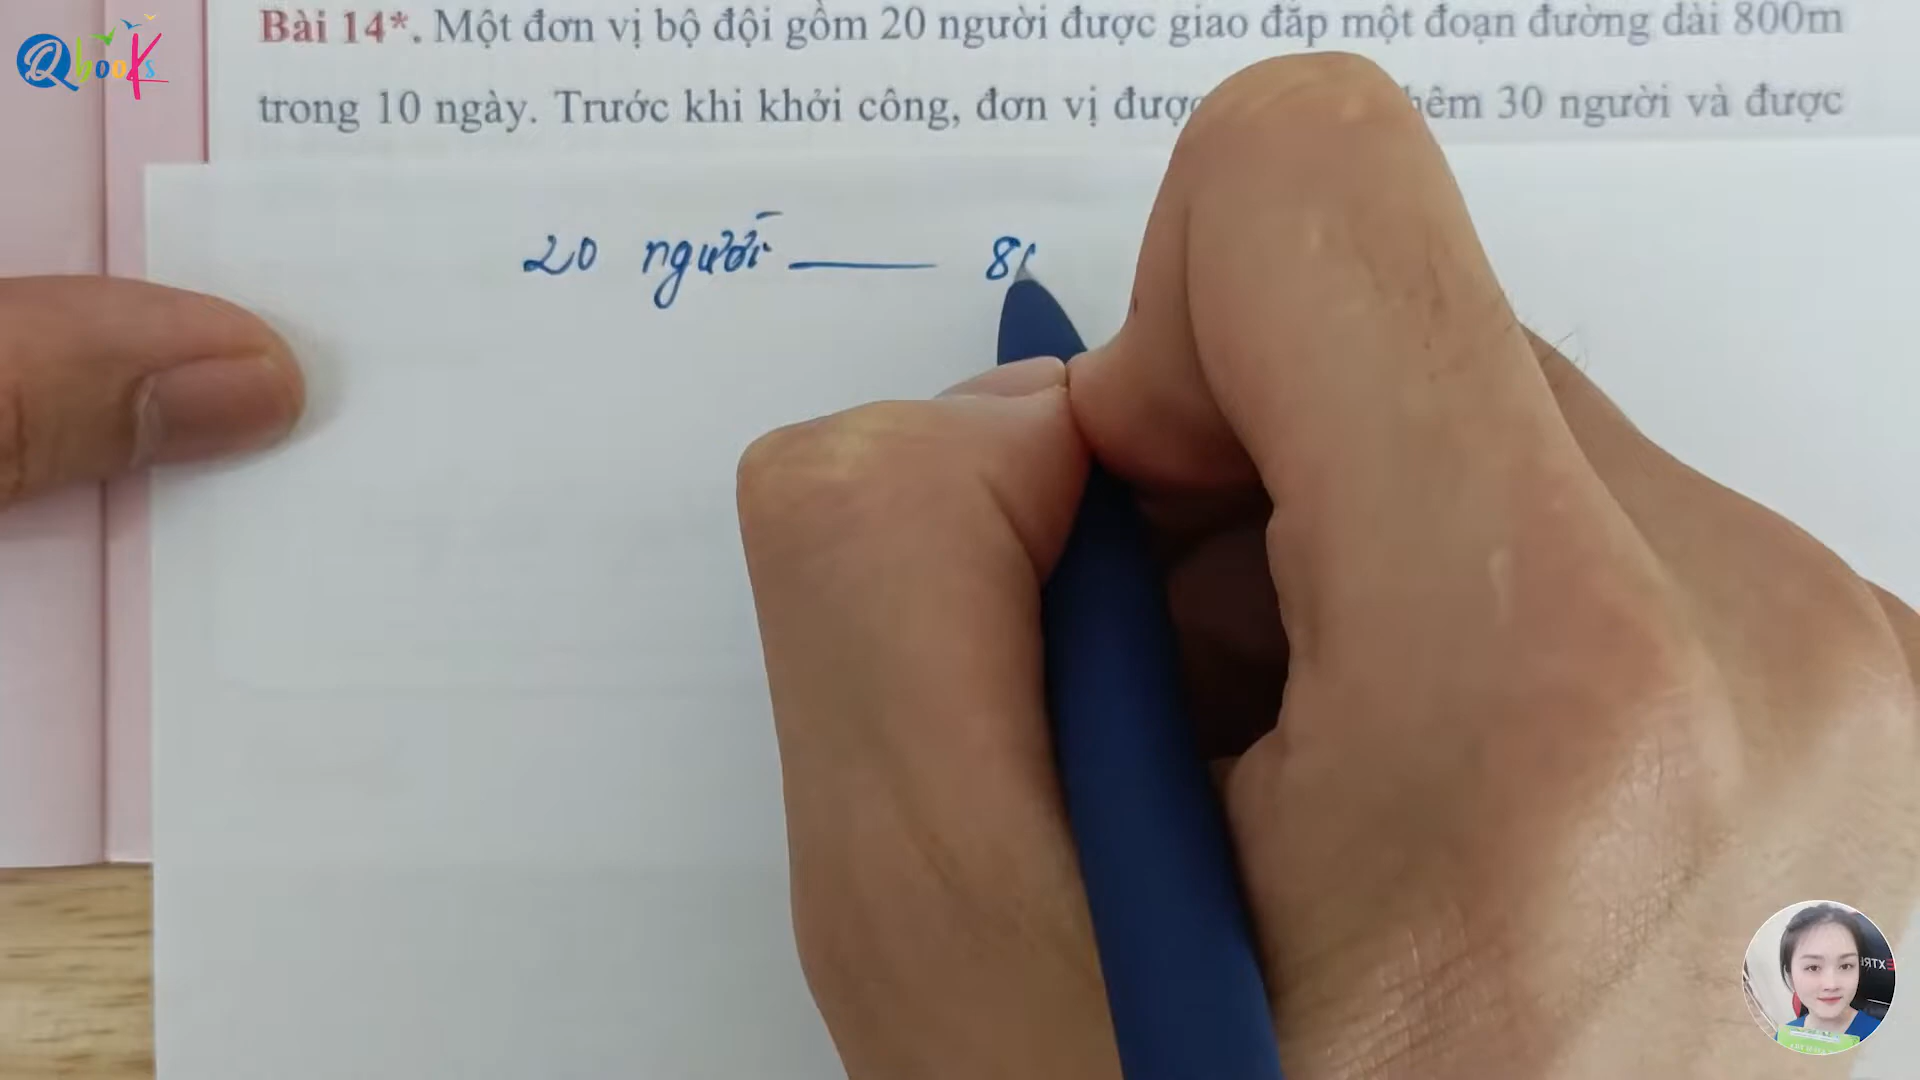 Qbooks
Bài 14*. Một đơn vị bộ đội gồm 20 người được giao đắp một đoạn đường dài 800m
trong 10 ngày. Trước khi khởi công, đơn vị được 30 người và được
20 người — 8